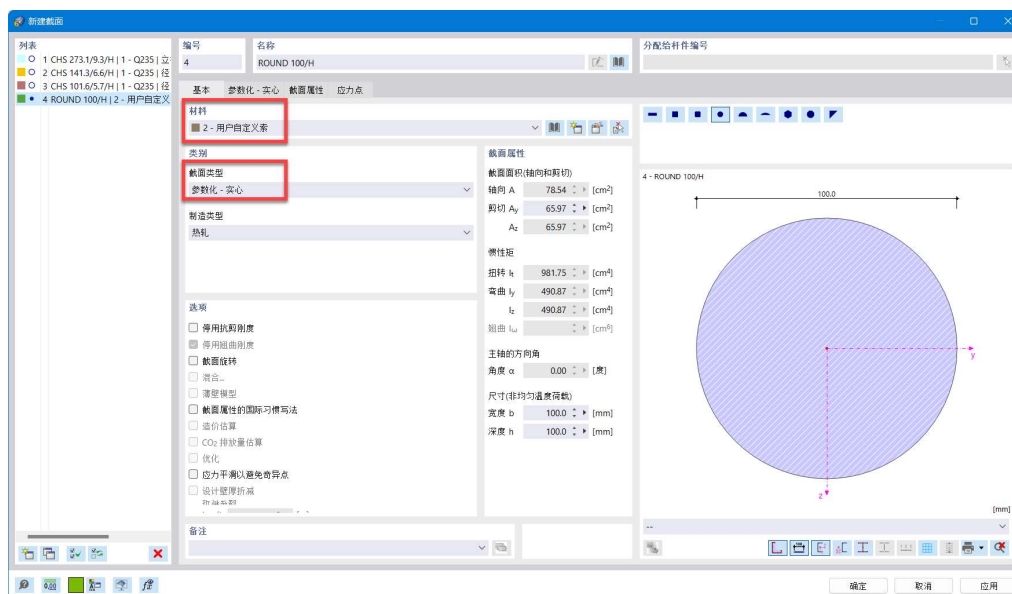 新建截面
列表
1 CHS 273.1/9.3/H | 1 - Q235 | 立
2 CHS 141.3/6.6/H | 1 - Q235 | 径
3 CHS 101.6/5.7/H | 1 - Q235 | 径
4 ROUND 100/H | 2 - 用户自定义
编号
4
名称
ROUND 100/H
分配给杆件编号
基本 参数化 - 实心 截面属性 应力点
材料
2 - 用户自定义索
类别
截面类型
参数化 - 实心
制造类型
热轧
选项
停用抗剪刚度
停用翘曲刚度
截面旋转
混合...
薄壁模型
截面属性的国际习惯写法
造价估算
CO2 排放量估算
优化
应力平滑以避免奇异点
设计壁厚折减
截面属性
截面面积(轴向和剪切)
轴向 A 78.54 [cm2]
剪切 Ay 65.97 [cm2]
Az 65.97 [cm2]
惯性矩
扭转 It 981.75 [cm4]
弯曲 Iy 490.87 [cm4]
Iz 490.87 [cm4]
翘曲 Iω [cm6]
主轴的方向角
角度 α 0.00 [度]
尺寸(非均匀温度荷载)
宽度 b 100.0 [mm]
深度 h 100.0 [mm]
备注
4 - ROUND 100/H
100.0
y
z
[mm]
--
0.00
确定 取消 应用